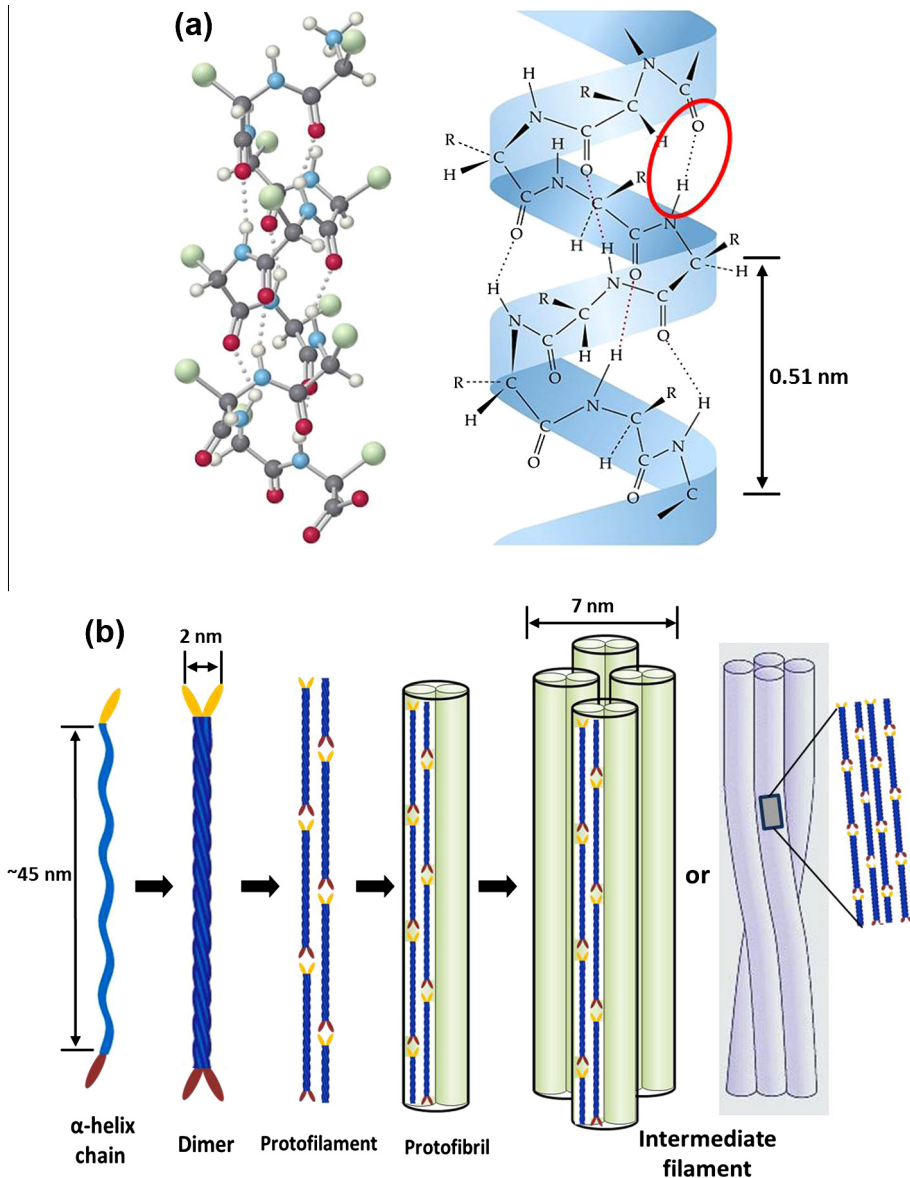 (a)
H N
R C C
N C O
R H H
C O
H N R H
C C
O C N
H H R
O C H
H N C
R C
N C O
H H
O 0.51 nm
R C
H N R H
C C
N
O H C
O C
(b)
7 nm
2 nm
~45 nm
or
α-helix
chain
Dimer
Protofilament
Protofibril
Intermediate
filament